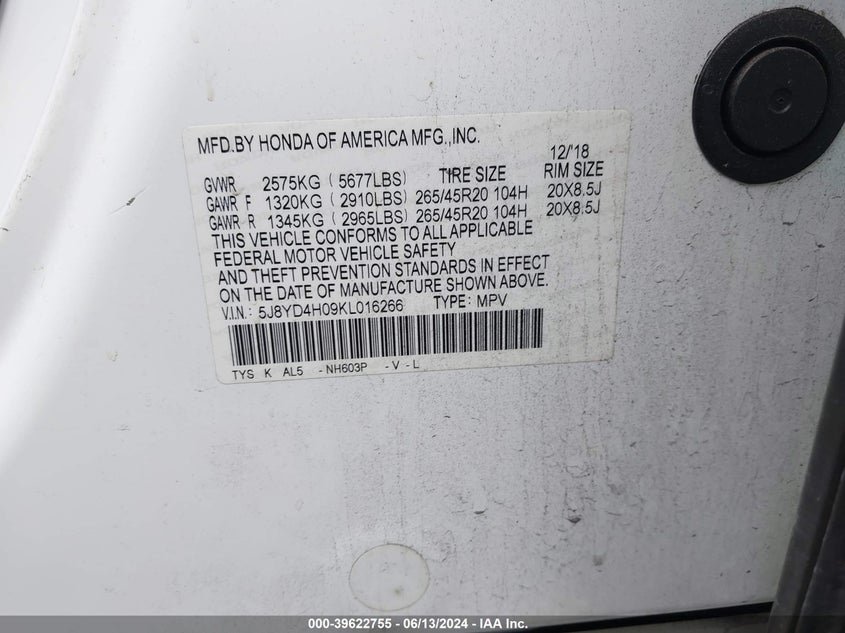 MFD.BY HONDA OF AMERICA MFG.,INC.
12/'18
GVWR 2575KG ( 5677LBS) TIRE SIZE RIM SIZE
GAWR F 1320KG ( 2910LBS) 265/45R20 104H 20X8.5J
GAWR R 1345KG ( 2965LBS) 265/45R20 104H 20X8.5J
THIS VEHICLE CONFORMS TO ALL APPLICABLE
FEDERAL MOTOR VEHICLE SAFETY
AND THEFT PREVENTION STANDARDS IN EFFECT
ON THE DATE OF MANUFACTURE SHOWN ABOVE.
V.I.N.: 5J8YD4H09KL016266 TYPE: MPV
TYS K AL5 -NH603P -V -L
000-39622755 - 06/13/2024 - IAA Inc.